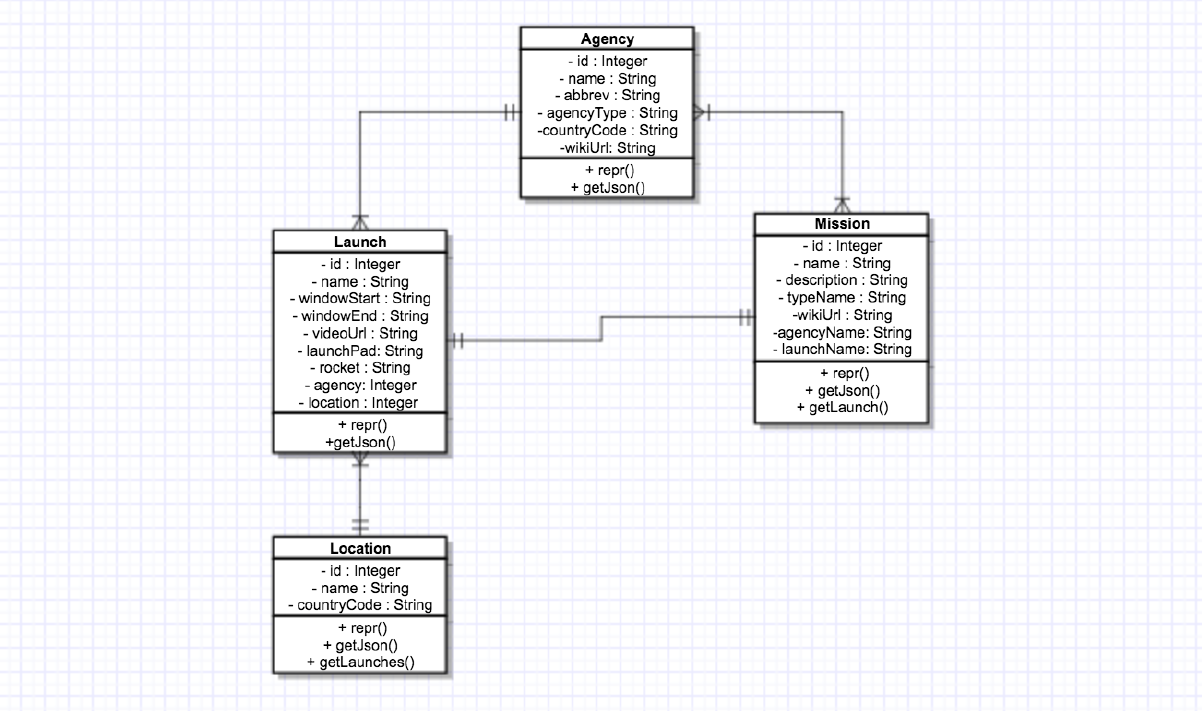 Agency
- id : Integer
- name : String
- abbrev : String
- agencyType : String
-countryCode : String
-wikiUrl: String
+ repr()
+ getJson()
Launch
- id : Integer
- name : String
- windowStart : String
- windowEnd : String
- videoUrl : String
- launchPad: String
- rocket : String
- agency: Integer
- location : Integer
+ repr()
+getJson()
Mission
- id : Integer
- name : String
- description : String
- typeName : String
-wikiUrl : String
-agencyName: String
- launchName: String
+ repr()
+ getJson()
+ getLaunch()
Location
- id : Integer
- name : String
- countryCode : String
+ repr()
+ getJson()
+ getLaunches()